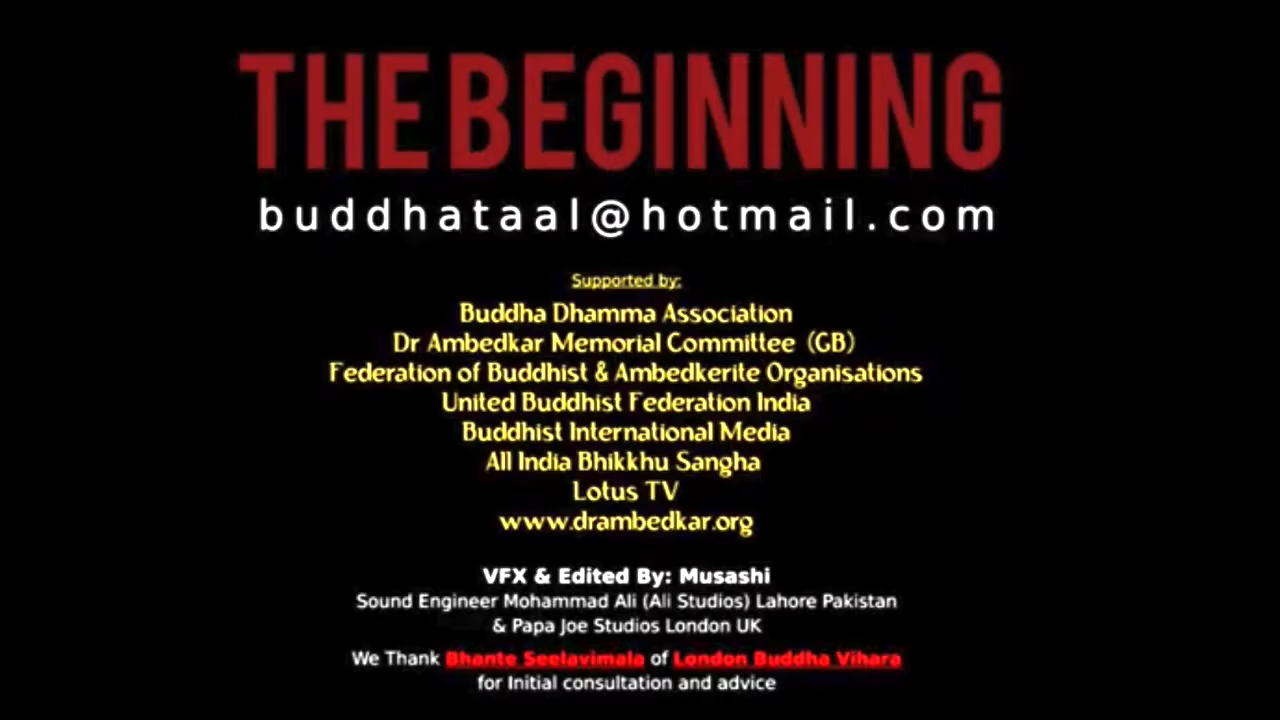 THE BEGINNING
buddhataal@hotmail.com
Supported by:
Buddha Dhamma Association
Dr Ambedkar Memorial Committee (GB)
Federation of Buddhist & Ambedkerite Organisations
United Buddhist Federation India
Buddhist International Media
All India Bhikkhu Sangha
Lotus TV
www.drambedkar.org
VFX & Edited By: Musashi
Sound Engineer Mohammad Ali (Ali Studios) Lahore Pakistan
& Papa Joe Studios London UK
We Thank Bhante Seelavimala of London Buddha Vihara
for Initial consultation and advice